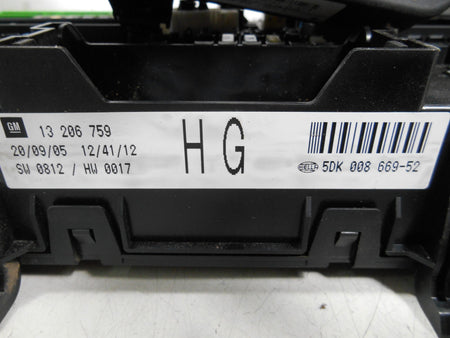 GM 13 206 759
20/09/05 12/41/12
SW 0812 / HW 0017
HG
HELLA 5DK 008 669-52